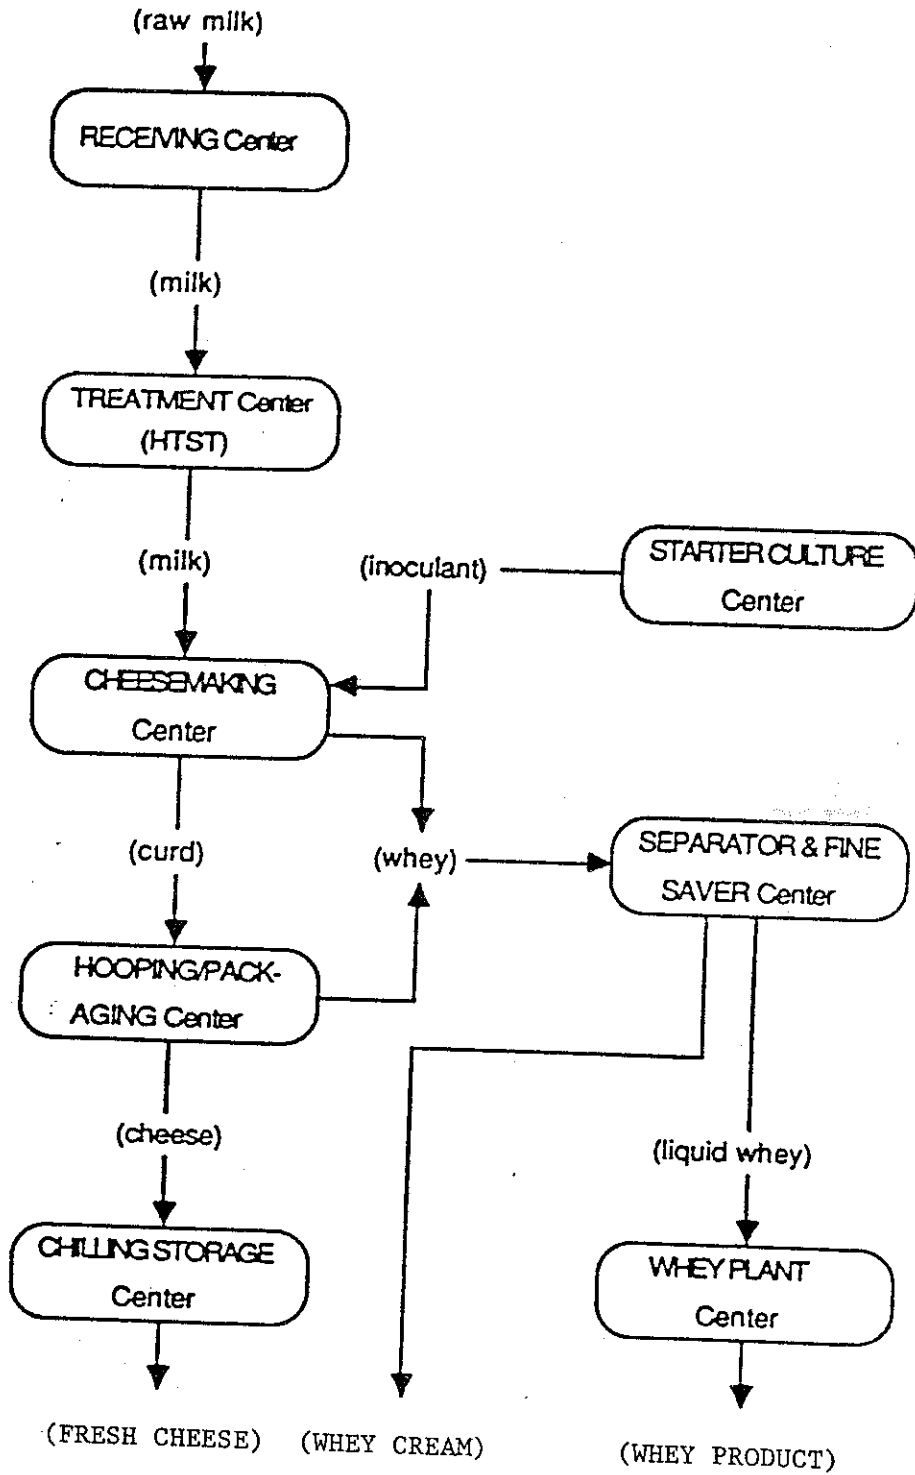 (raw milk)
RECEIVING Center
(milk)
TREATMENT Center
(HTST)
(milk)
(inoculant)
STARTER CULTURE
Center
CHEESEMAKING
Center
(curd)
(whey)
SEPARATOR & FINE
SAVER Center
HOOPING/PACK-
AGING Center
(cheese)
(liquid whey)
CHILLING STORAGE
Center
WHEY PLANT
Center
(FRESH CHEESE)
(WHEY CREAM)
(WHEY PRODUCT)